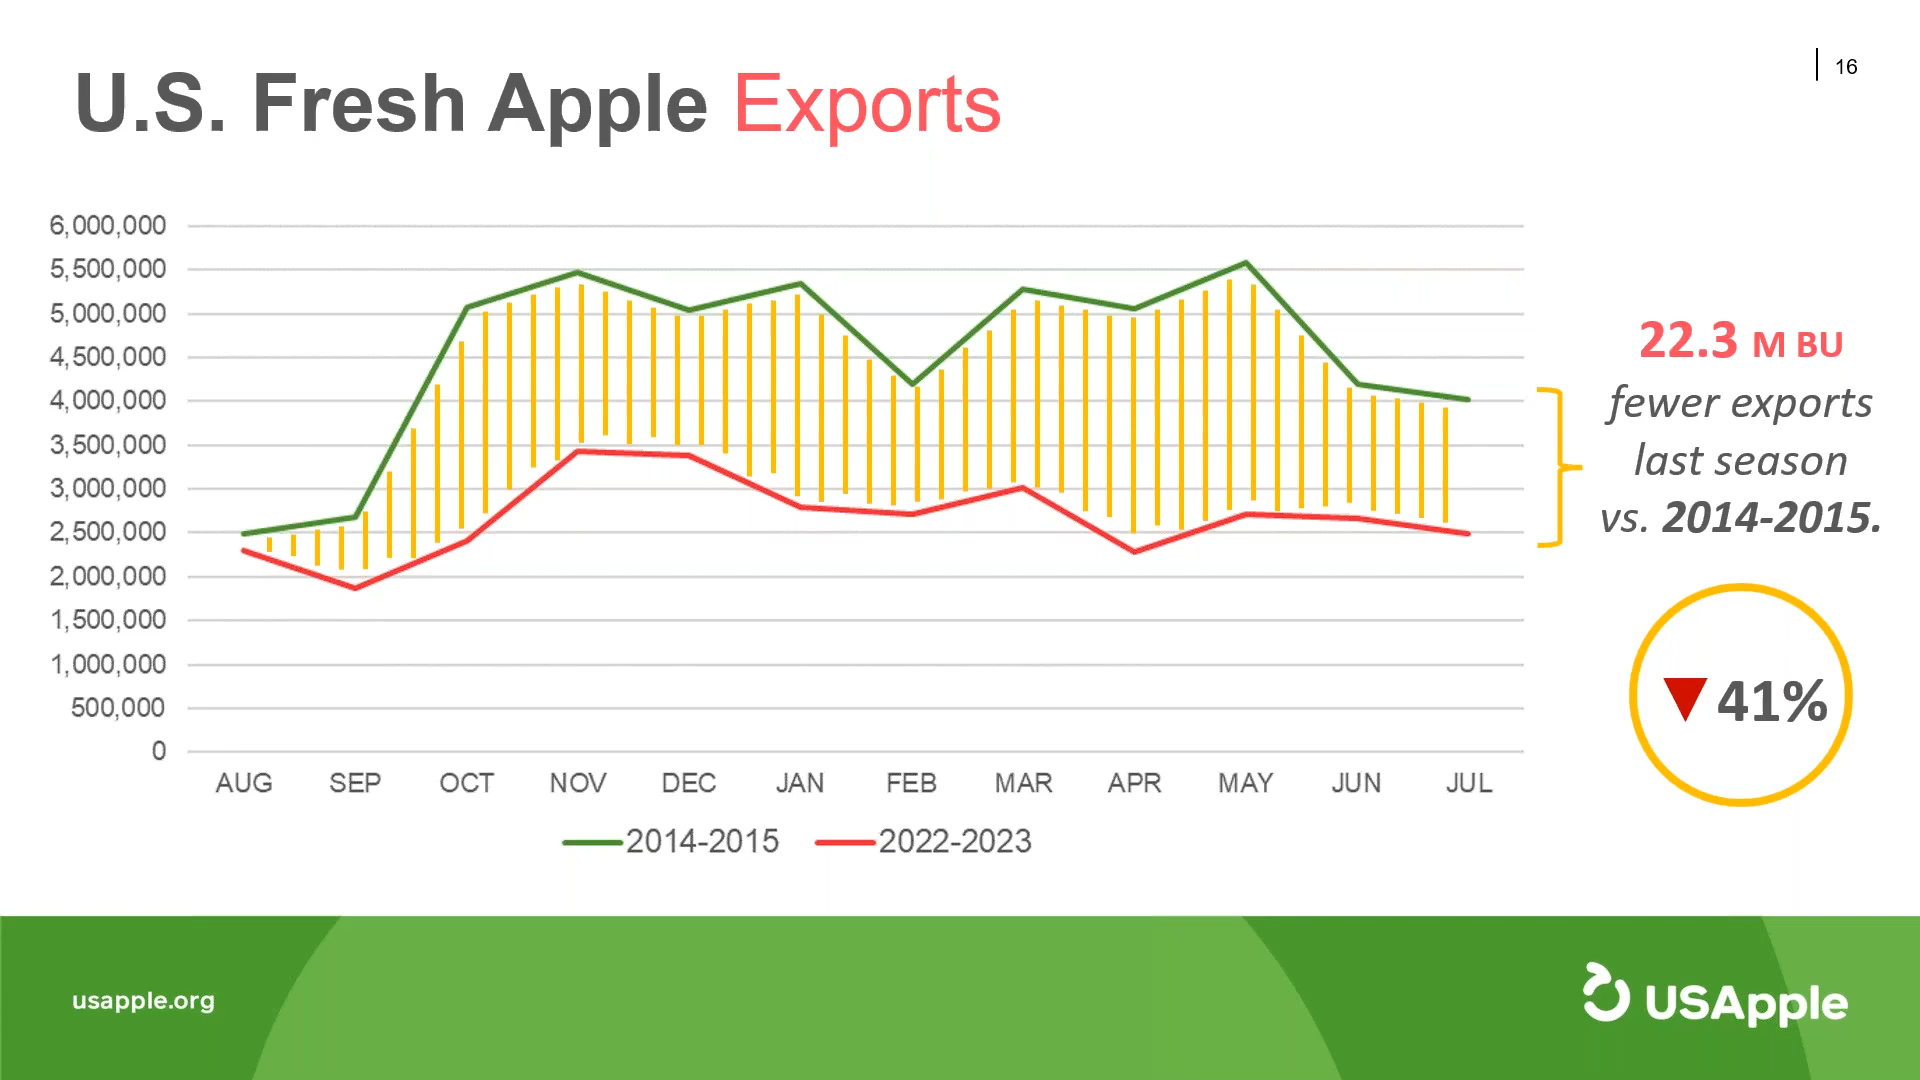 16
U.S. Fresh Apple Exports
6,000,000
5,500,000
5,000,000
4,500,000
4,000,000
3,500,000
3,000,000
2,500,000
2,000,000
1,500,000
1,000,000
500,000
0
AUG SEP OCT NOV DEC JAN FEB MAR APR MAY JUN JUL
2014-2015 2022-2023
22.3 M BU
fewer exports
last season
vs. 2014-2015.
▼41%
usapple.org
USApple